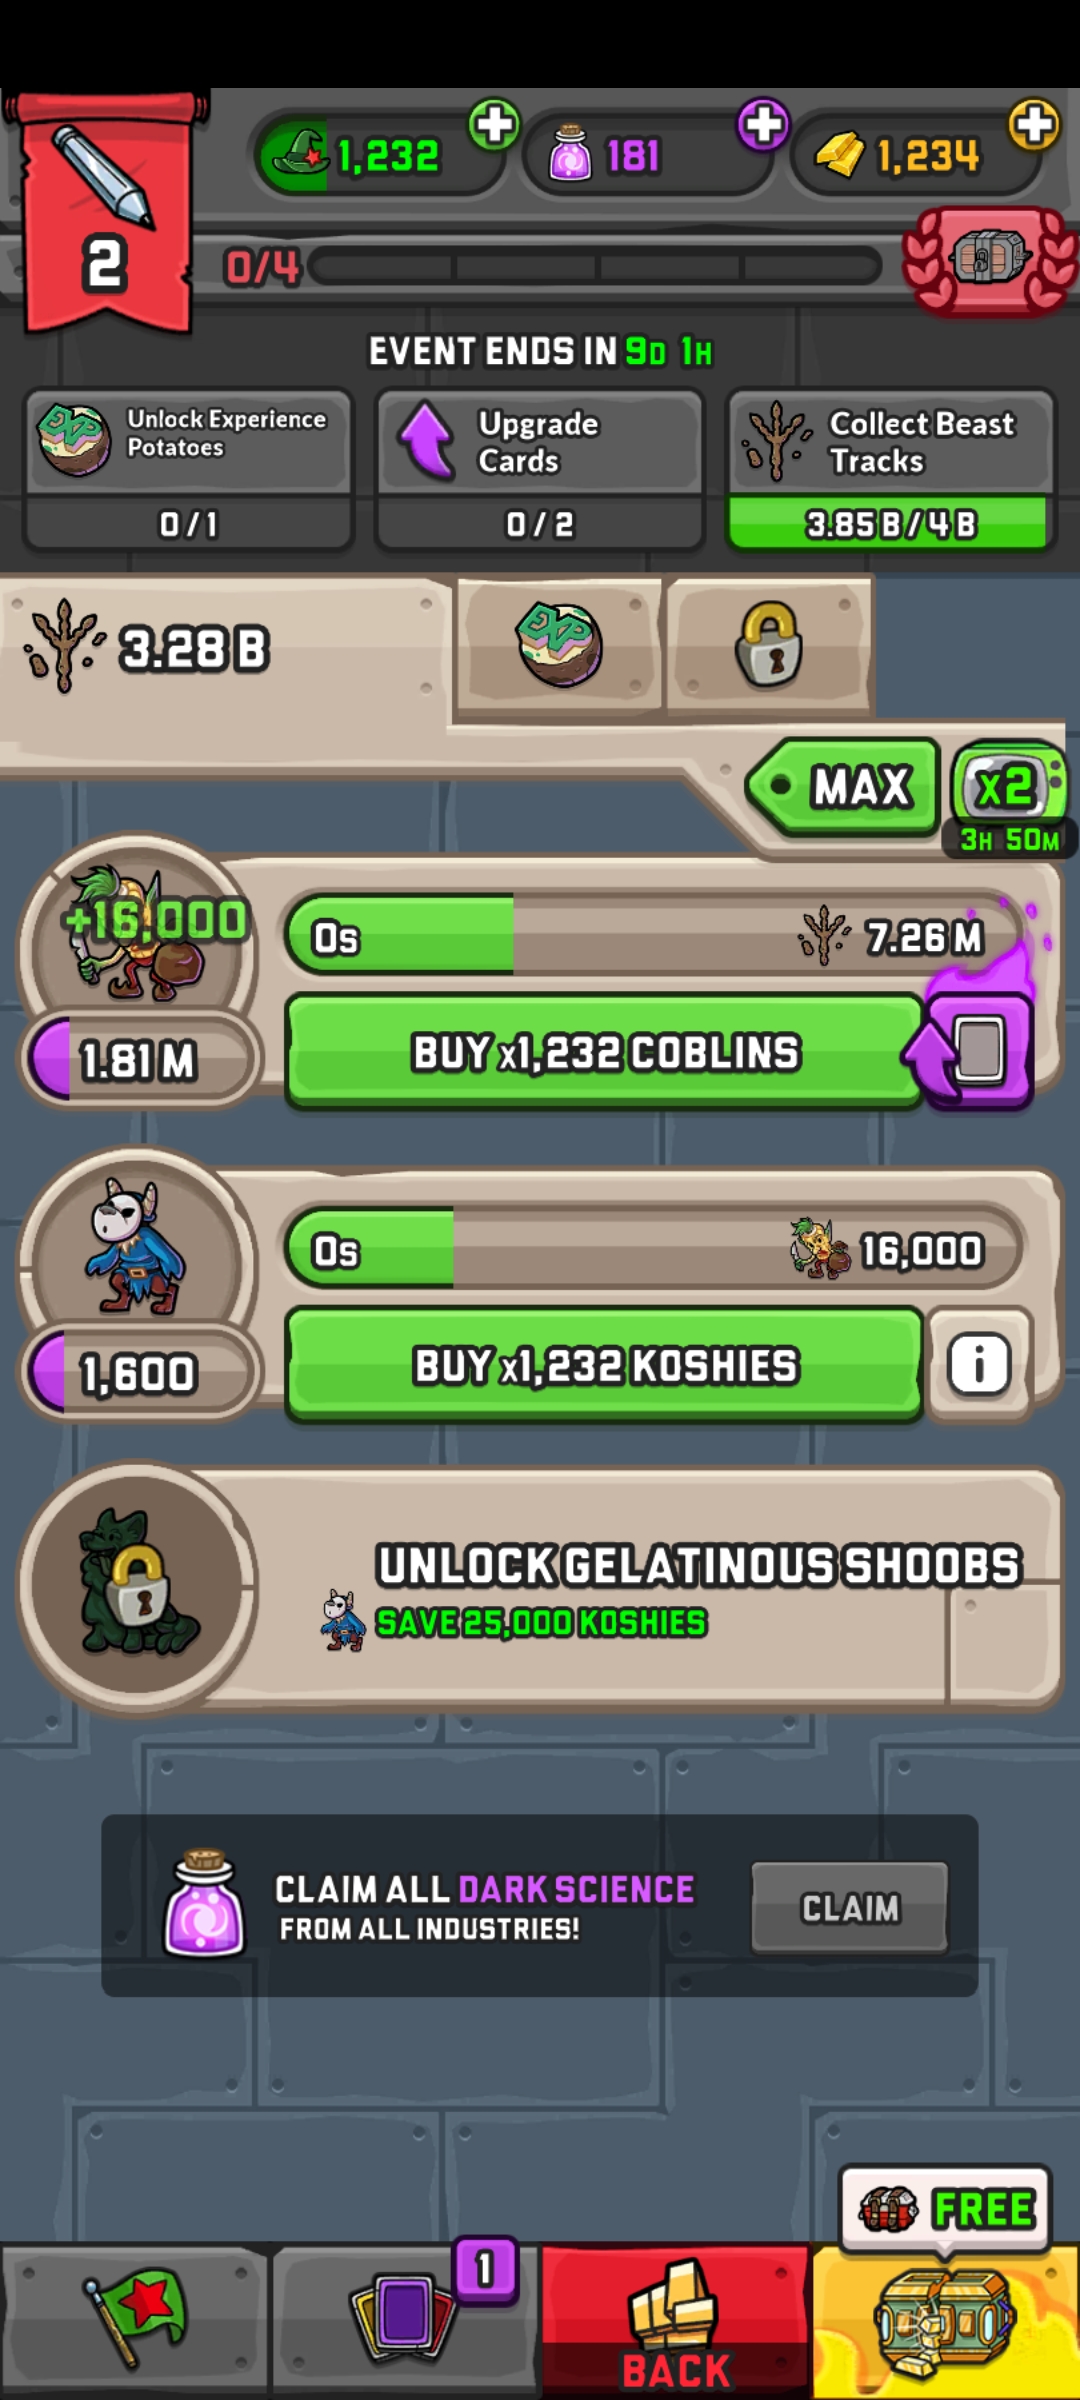 1,232
181
1,234
2
0/4
EVENT ENDS IN 9D 1H
Unlock Experience
Potatoes
0/1
Upgrade
Cards
0/2
Collect Beast
Tracks
3.85 B/4 B
3.28 B
EXP
MAX
x2
3H 50M
+16,000
0s
7.26 M
1.81 M
BUY x1,232 COBLINS
0s
16,000
1,600
BUY x1,232 KOSHIES
i
UNLOCK GELATINOUS SHOOBS
SAVE 25,000 KOSHIES
CLAIM ALL DARK SCIENCE
FROM ALL INDUSTRIES!
CLAIM
FREE
1
BACK